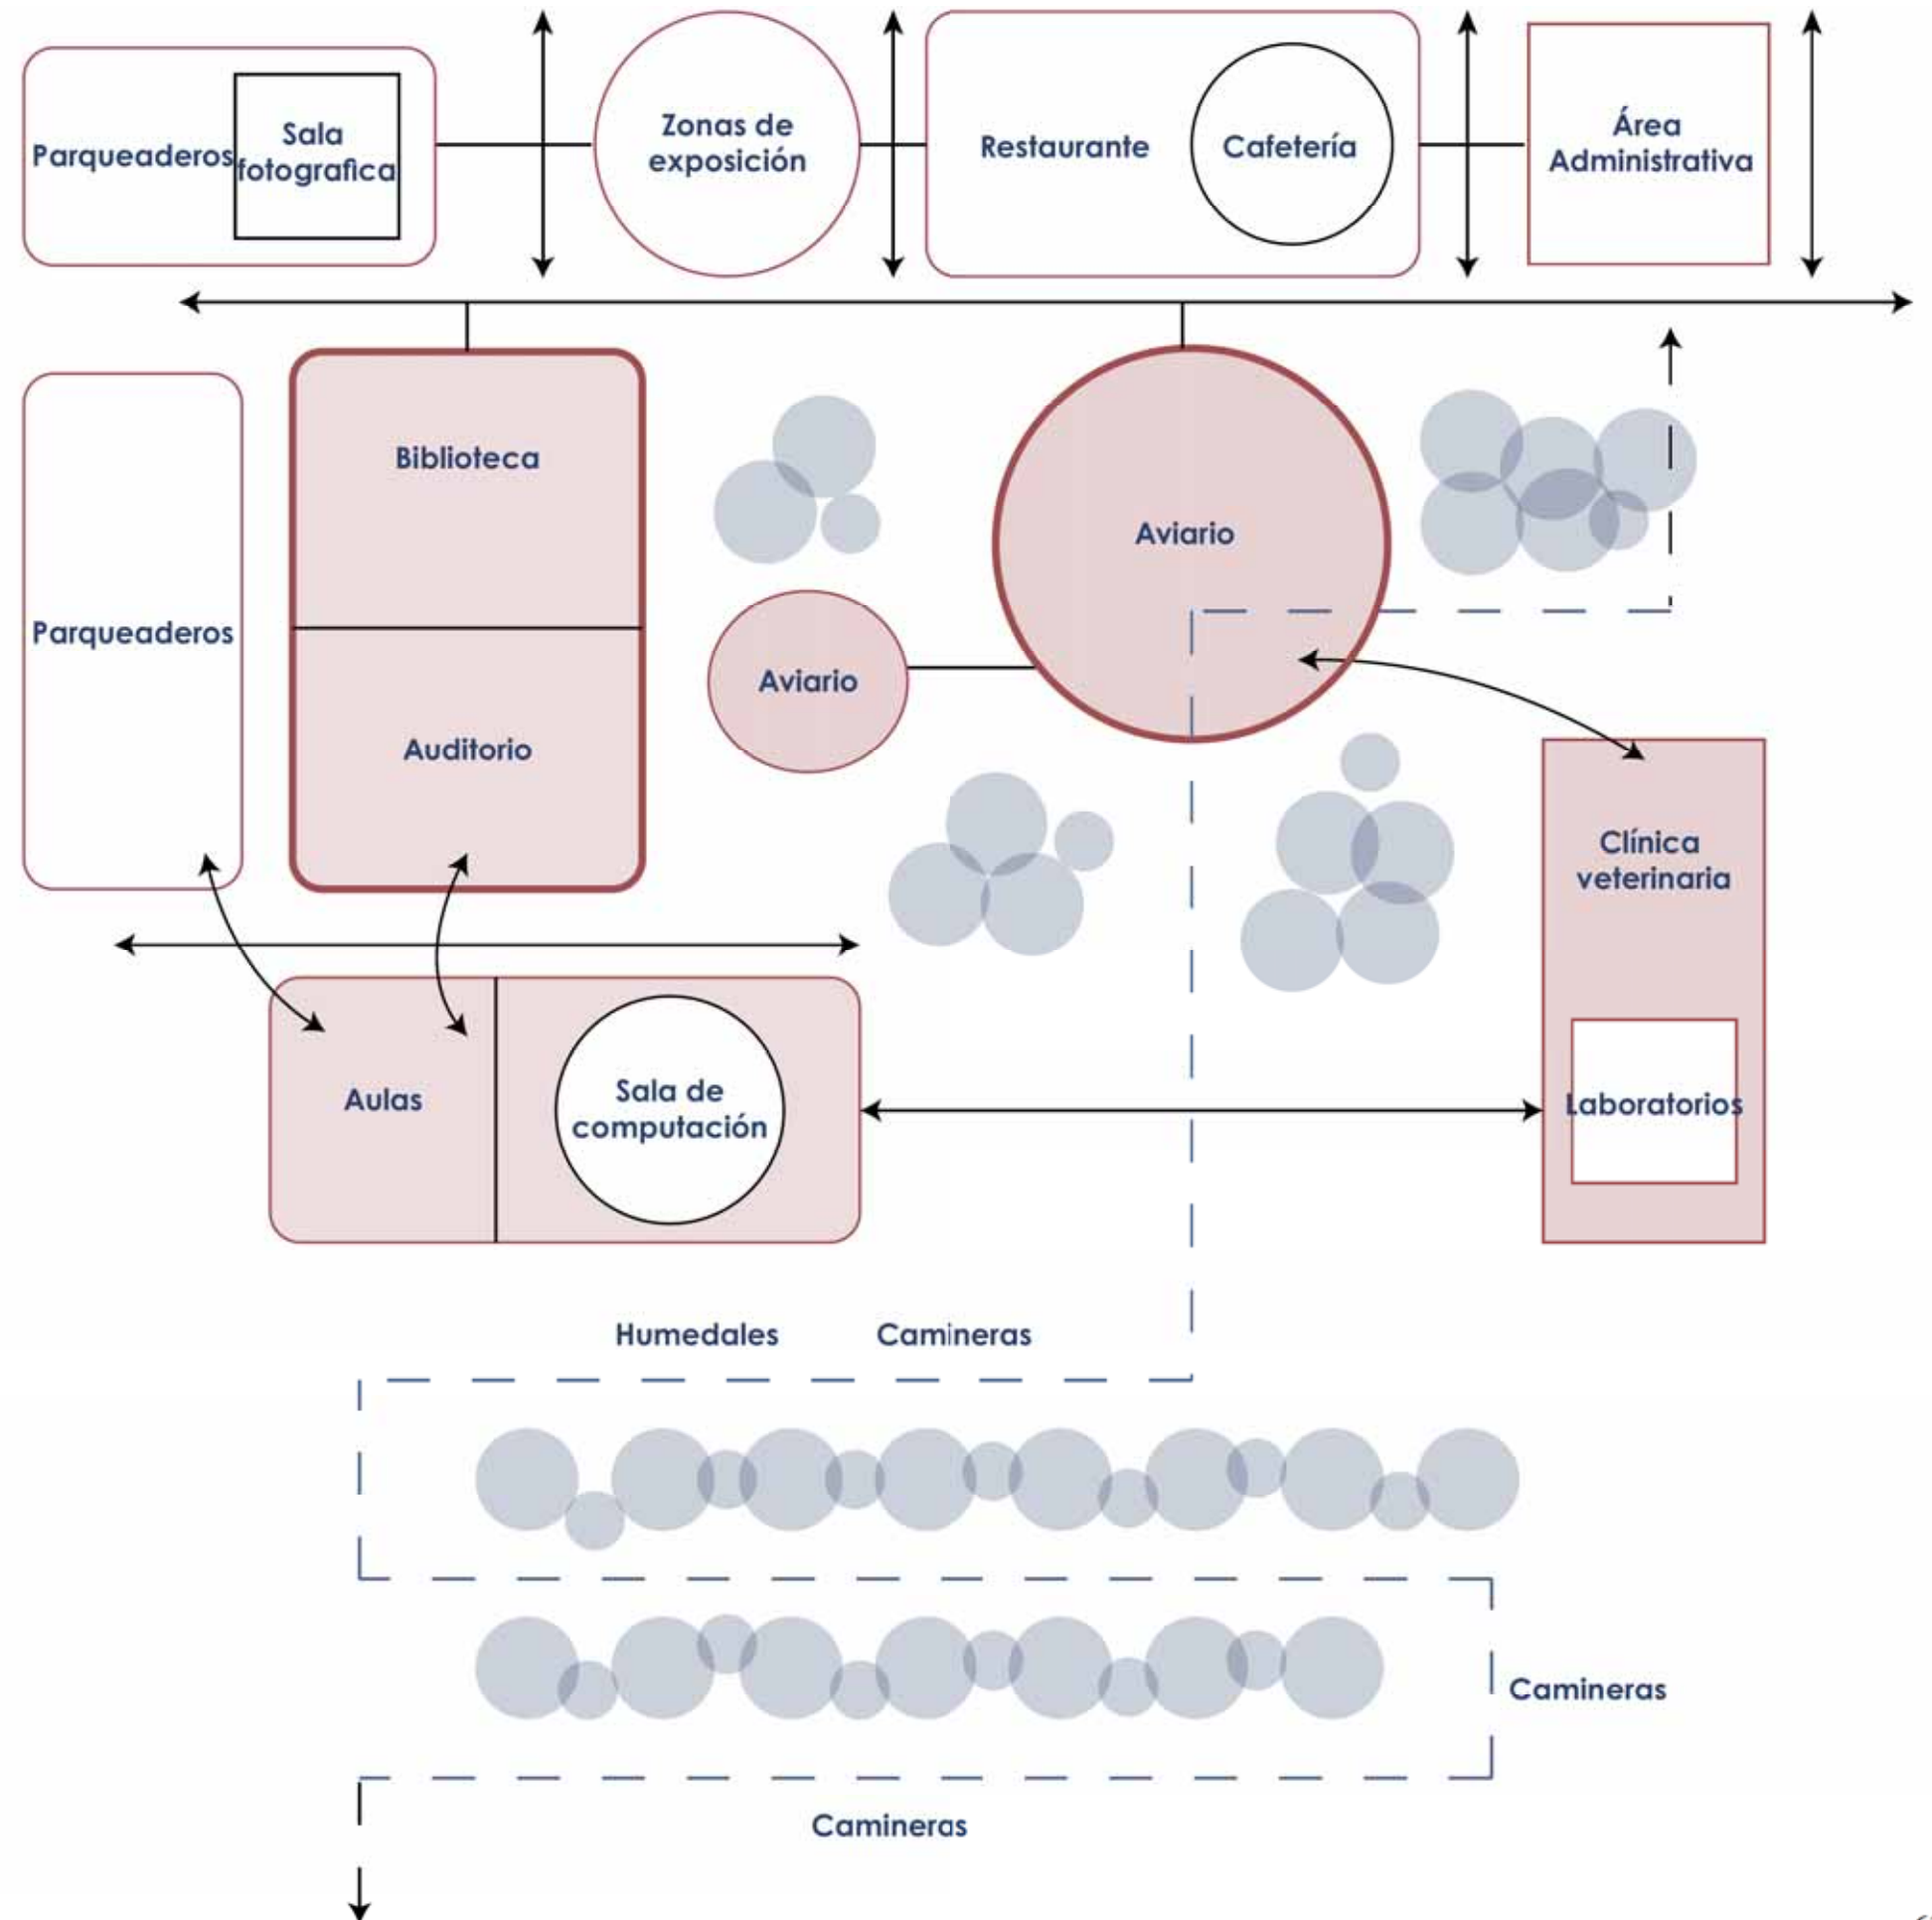 Parqueaderos
Sala
fotografica
Zonas de
exposición
Restaurante
Cafetería
Área
Administrativa
Biblioteca
Aviario
Parqueaderos
Aviario
Auditorio
Clínica
veterinaria
Aulas
Sala de
computación
Laboratorios
Humedales
Camineras
Camineras
Camineras